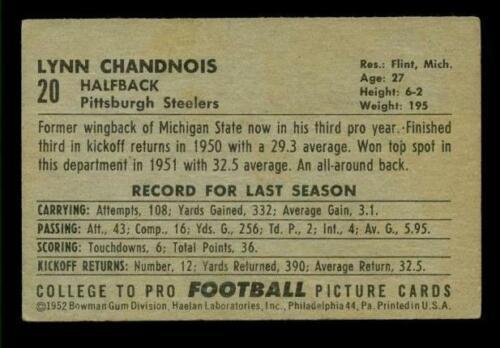 LYNN CHANDNOIS
20 HALFBACK
Pittsburgh Steelers
Res.: Flint, Mich.
Age: 27
Height: 6-2
Weight: 195
Former wingback of Michigan State now in his third pro year. Finished
third in kickoff returns in 1950 with a 29.3 average. Won top spot in
this department in 1951 with 32.5 average. An all-around back.
RECORD FOR LAST SEASON
CARRYING: Attempts, 108; Yards Gained, 332; Average Gain, 3.1.
PASSING: Att., 43; Comp., 16; Yds. G., 256; Td. P., 2; Int., 4; Av. G., 5.95.
SCORING: Touchdowns, 6; Total Points, 36.
KICKOFF RETURNS: Number, 12; Yards Returned, 390; Average Return, 32.5.
COLLEGE TO PRO FOOTBALL PICTURE CARDS
©1952 Bowman Gum Division, Haelan Laboratories, Inc., Philadelphia 44, Pa. Printed in U.S.A.